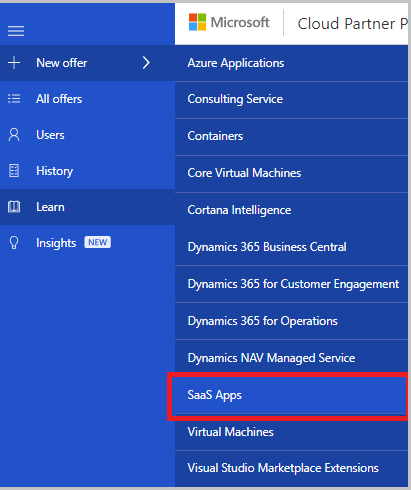 Microsoft
Cloud Partner P
New offer
All offers
Users
History
Learn
Insights NEW
Azure Applications
Consulting Service
Containers
Core Virtual Machines
Cortana Intelligence
Dynamics 365 Business Central
Dynamics 365 for Customer Engagement
Dynamics 365 for Operations
Dynamics NAV Managed Service
SaaS Apps
Virtual Machines
Visual Studio Marketplace Extensions